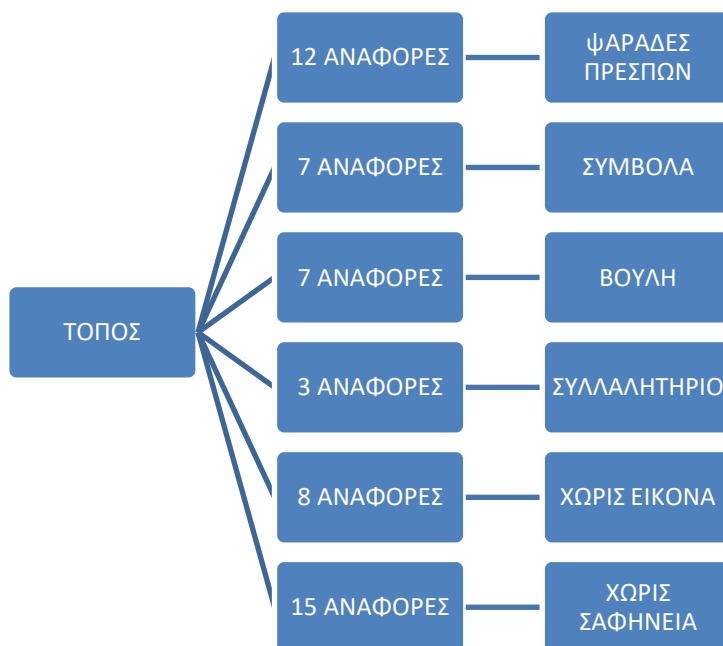 12 ΑΝΑΦΟΡΕΣ
ψΑΡΑΔΕΣ
ΠΡΕΣΠΩΝ
7 ΑΝΑΦΟΡΕΣ
ΣΥΜΒΟΛΑ
7 ΑΝΑΦΟΡΕΣ
ΒΟΥΛΗ
ΤΟΠΟΣ
3 ΑΝΑΦΟΡΕΣ
ΣΥΛΛΑΛΗΤΗΡΙΟ
8 ΑΝΑΦΟΡΕΣ
ΧΩΡΙΣ ΕΙΚΟΝΑ
15 ΑΝΑΦΟΡΕΣ
ΧΩΡΙΣ
ΣΑΦΗΝΕΙΑ